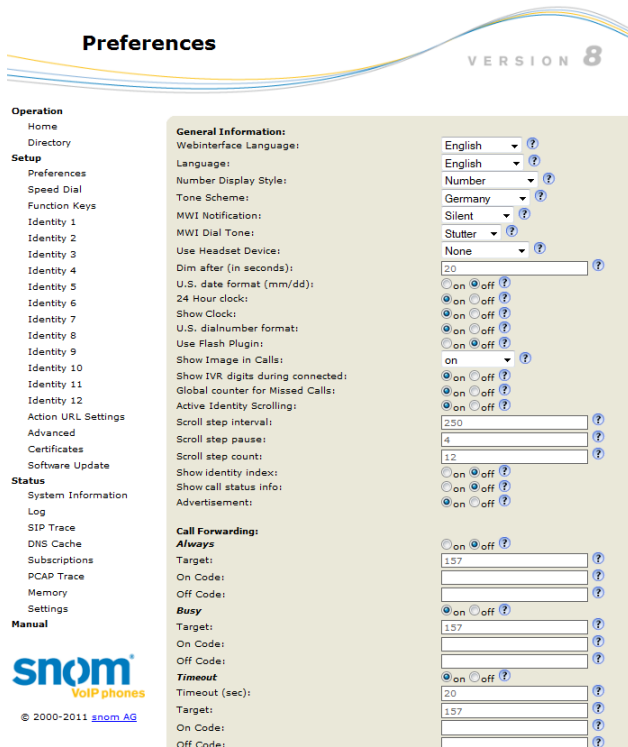 Preferences
VERSION 8
Operation
Home
Directory
Setup
Preferences
Speed Dial
Function Keys
Identity 1
Identity 2
Identity 3
Identity 4
Identity 5
Identity 6
Identity 7
Identity 8
Identity 9
Identity 10
Identity 11
Identity 12
Action URL Settings
Advanced
Certificates
Software Update
Status
System Information
Log
SIP Trace
DNS Cache
Subscriptions
PCAP Trace
Memory
Settings
Manual
snom
VoIP phones
© 2000-2011 snom AG
General Information:
Webinterface Language: English ?
Language: English ?
Number Display Style: Number ?
Tone Scheme: Germany ?
MWI Notification: Silent ?
MWI Dial Tone: Stutter ?
Use Headset Device: None ?
Dim after (in seconds): 20 ?
U.S. date format (mm/dd): on off ?
24 Hour clock: on off ?
Show Clock: on off ?
U.S. dialnumber format: on off ?
Use Flash Plugin: on off ?
Show Image in Calls: on ?
Show IVR digits during connected: on off ?
Global counter for Missed Calls: on off ?
Active Identity Scrolling: on off ?
Scroll step interval: 250 ?
Scroll step pause: 4 ?
Scroll step count: 12 ?
Show identity index: on off ?
Show call status info: on off ?
Advertisement: on off ?
Call Forwarding:
Always on off ?
Target: 157 ?
On Code: ?
Off Code: ?
Busy on off ?
Target: 157 ?
On Code: ?
Off Code: ?
Timeout on off ?
Timeout (sec): 20 ?
Target: 157 ?
On Code: ?
Off Code: ?